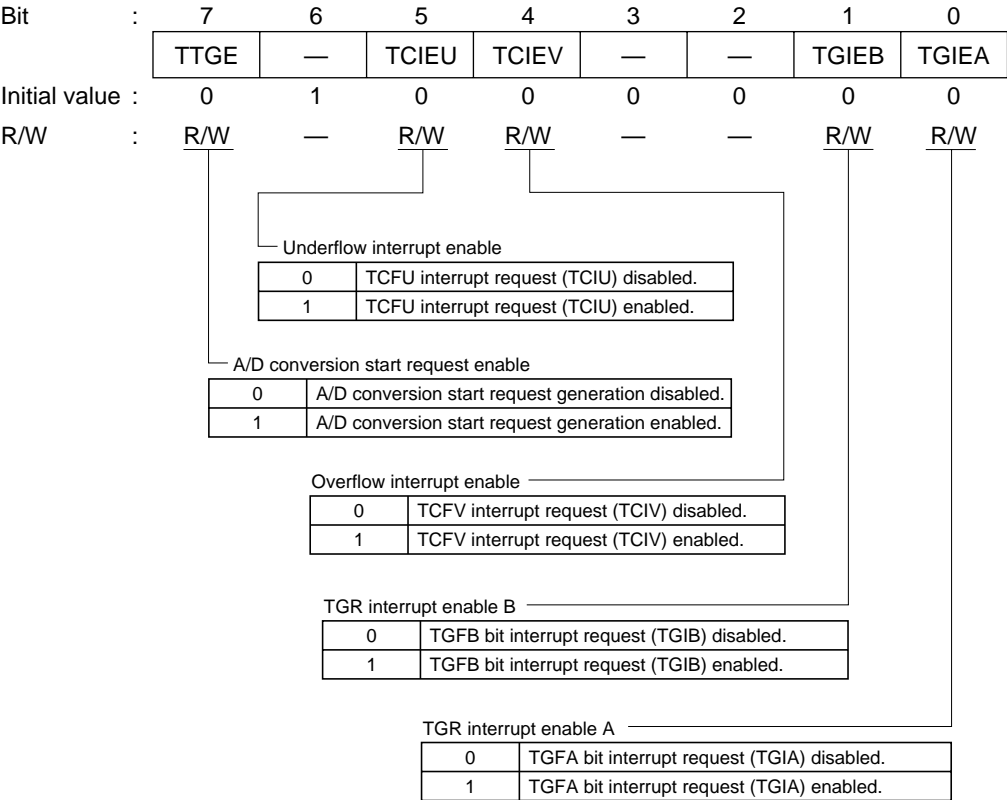 Bit : 7 6 5 4 3 2 1 0
TTGE — TCIEU TCIEV — — TGIEB TGIEA
Initial value : 0 1 0 0 0 0 0 0
R/W : R/W — R/W R/W — — R/W R/W
Underflow interrupt enable
0 TCFU interrupt request (TCIU) disabled.
1 TCFU interrupt request (TCIU) enabled.
A/D conversion start request enable
0 A/D conversion start request generation disabled.
1 A/D conversion start request generation enabled.
Overflow interrupt enable
0 TCFV interrupt request (TCIV) disabled.
1 TCFV interrupt request (TCIV) enabled.
TGR interrupt enable B
0 TGFB bit interrupt request (TGIB) disabled.
1 TGFB bit interrupt request (TGIB) enabled.
TGR interrupt enable A
0 TGFA bit interrupt request (TGIA) disabled.
1 TGFA bit interrupt request (TGIA) enabled.